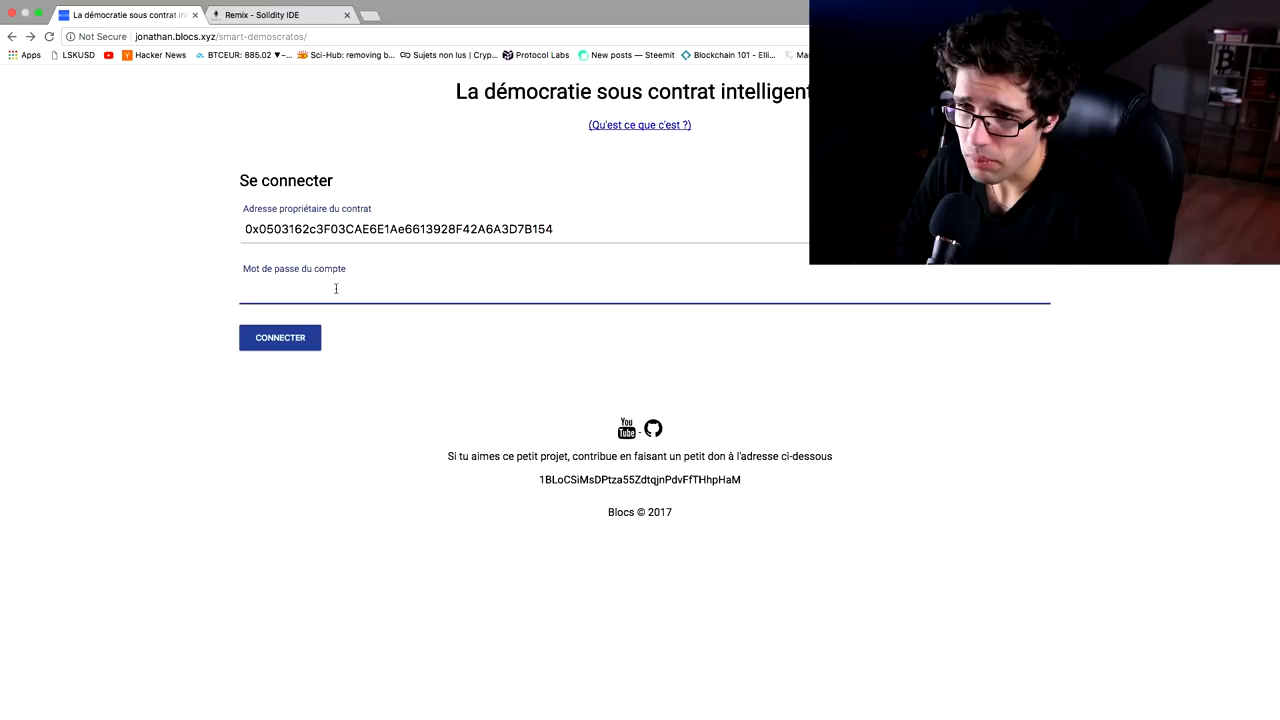 La démocratie sous contrat in
Remix - Solidity IDE
Not Secure
jonathan.blocs.xyz/smart-demoscratos/
Apps
LSKUSD
Hacker News
BTCEUR: 885.02 ▼−...
Sci-Hub: removing b...
Sujets non lus | Cryp...
Protocol Labs
New posts — Steemit
Blockchain 101 - Elli...
La démocratie sous contrat intelligent
(Qu'est ce que c'est ?)
Se connecter
Adresse propriétaire du contrat
0x0503162c3F03CAE6E1Ae6613928F42A6A3D7B154
Mot de passe du compte
CONNECTER
You
Tube
-
Si tu aimes ce petit projet, contribue en faisant un petit don à l'adresse ci-dessous
1BLoCSiMsDPtza55ZdtqjnPdvFfTHhpHaM
Blocs © 2017